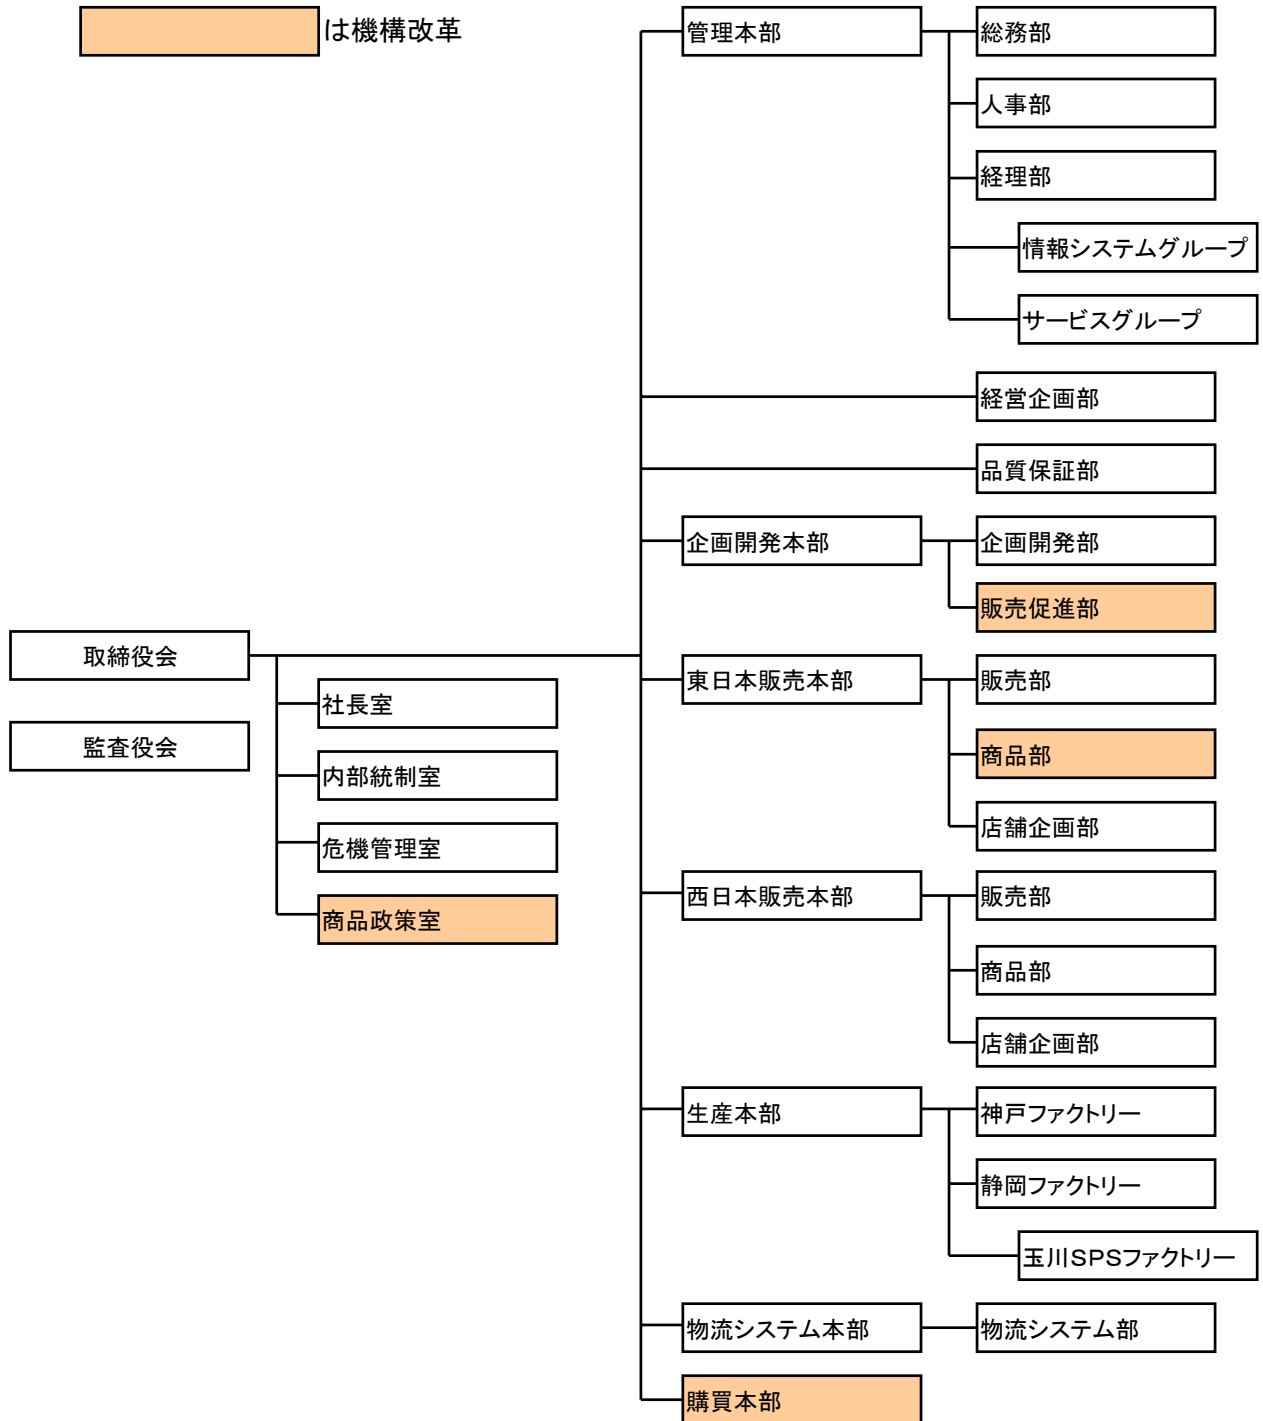 は機構改革
管理本部
総務部
人事部
経理部
情報システムグループ
サービスグループ
経営企画部
品質保証部
企画開発本部
企画開発部
販売促進部
取締役会
監査役会
社長室
内部統制室
危機管理室
商品政策室
東日本販売本部
販売部
商品部
店舗企画部
西日本販売本部
販売部
商品部
店舗企画部
生産本部
神戸ファクトリー
静岡ファクトリー
玉川SPSファクトリー
物流システム本部
物流システム部
購買本部